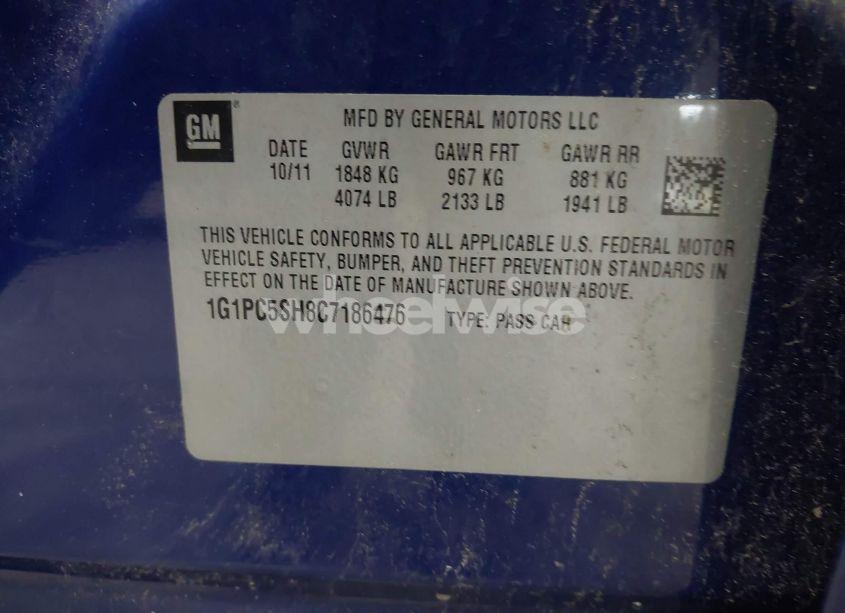 GM
MFD BY GENERAL MOTORS LLC
DATE GVWR GAWR FRT GAWR RR
10/11 1848 KG 967 KG 881 KG
4074 LB 2133 LB 1941 LB
THIS VEHICLE CONFORMS TO ALL APPLICABLE U.S. FEDERAL MOTOR
VEHICLE SAFETY, BUMPER, AND THEFT PREVENTION STANDARDS IN
EFFECT ON THE DATE OF MANUFACTURE SHOWN ABOVE.
1G1PC5SH8C7186476 TYPE: PASS CAR
wheelwise